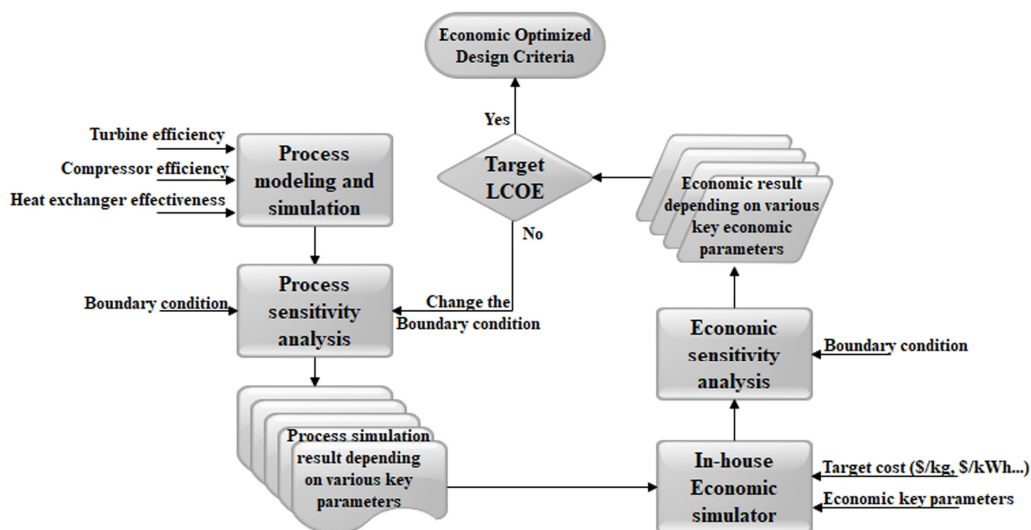 Economic Optimized
Design Criteria
Yes
Turbine efficiency
Compressor efficiency
Heat exchanger effectiveness
Process
modeling and
simulation
Target
LCOE
No
Economic result
depending on various
key economic
parameters
Boundary condition
Process
sensitivity
analysis
Change the
Boundary condition
Economic
sensitivity
analysis
Boundary condition
Process simulation
result depending
on various key
parameters
In-house
Economic
simulator
Target cost ($/kg, $/kWh...)
Economic key parameters